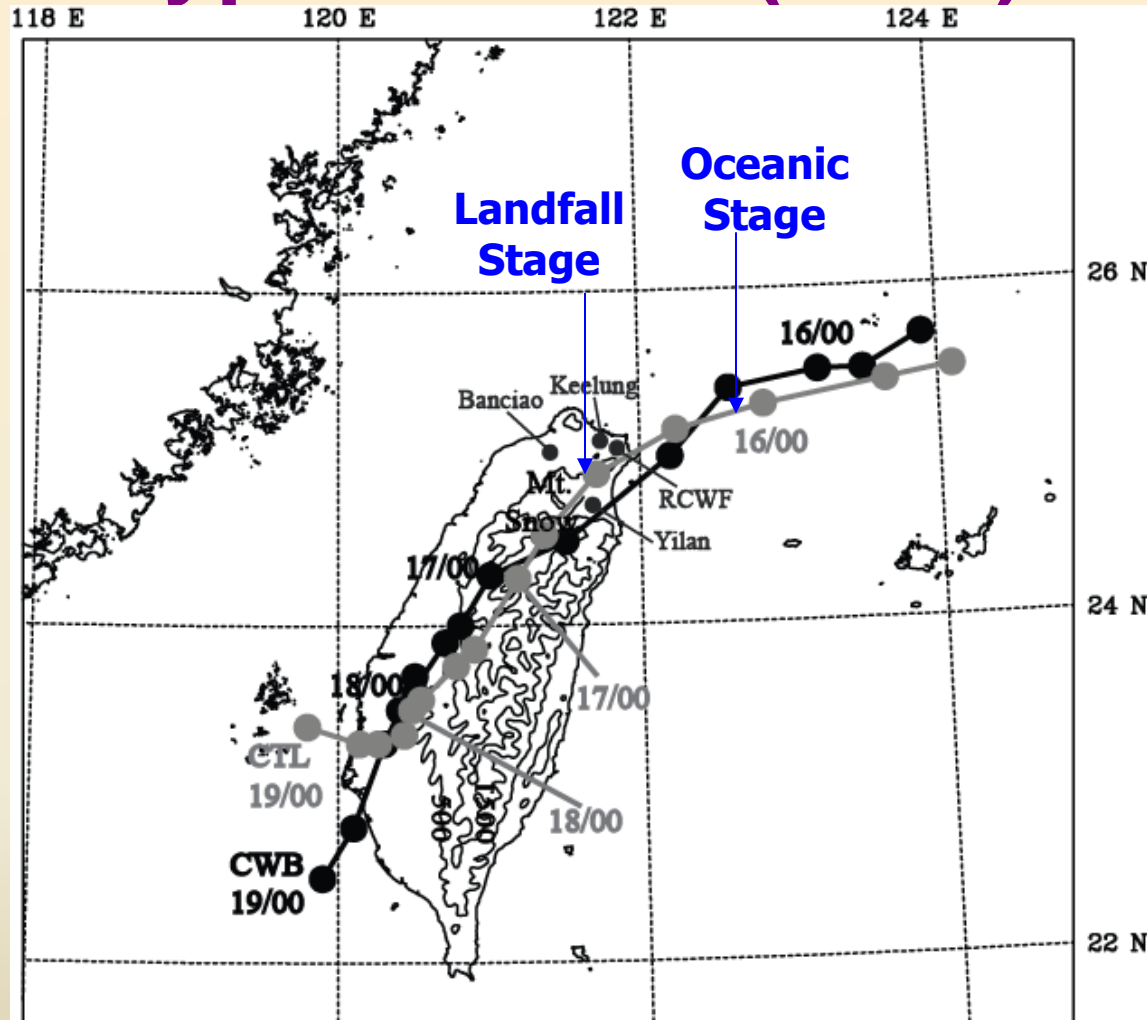 118 E
120 E
122 E
124 E
Oceanic
Stage
Landfall
Stage
26 N
16/00
Keelung
Banciao
16/00
Mt.
RCWF
Snow
Yilan
17/00
24 N
18/00
17/00
CTL
19/00
500
1500
18/00
CWB
19/00
22 N